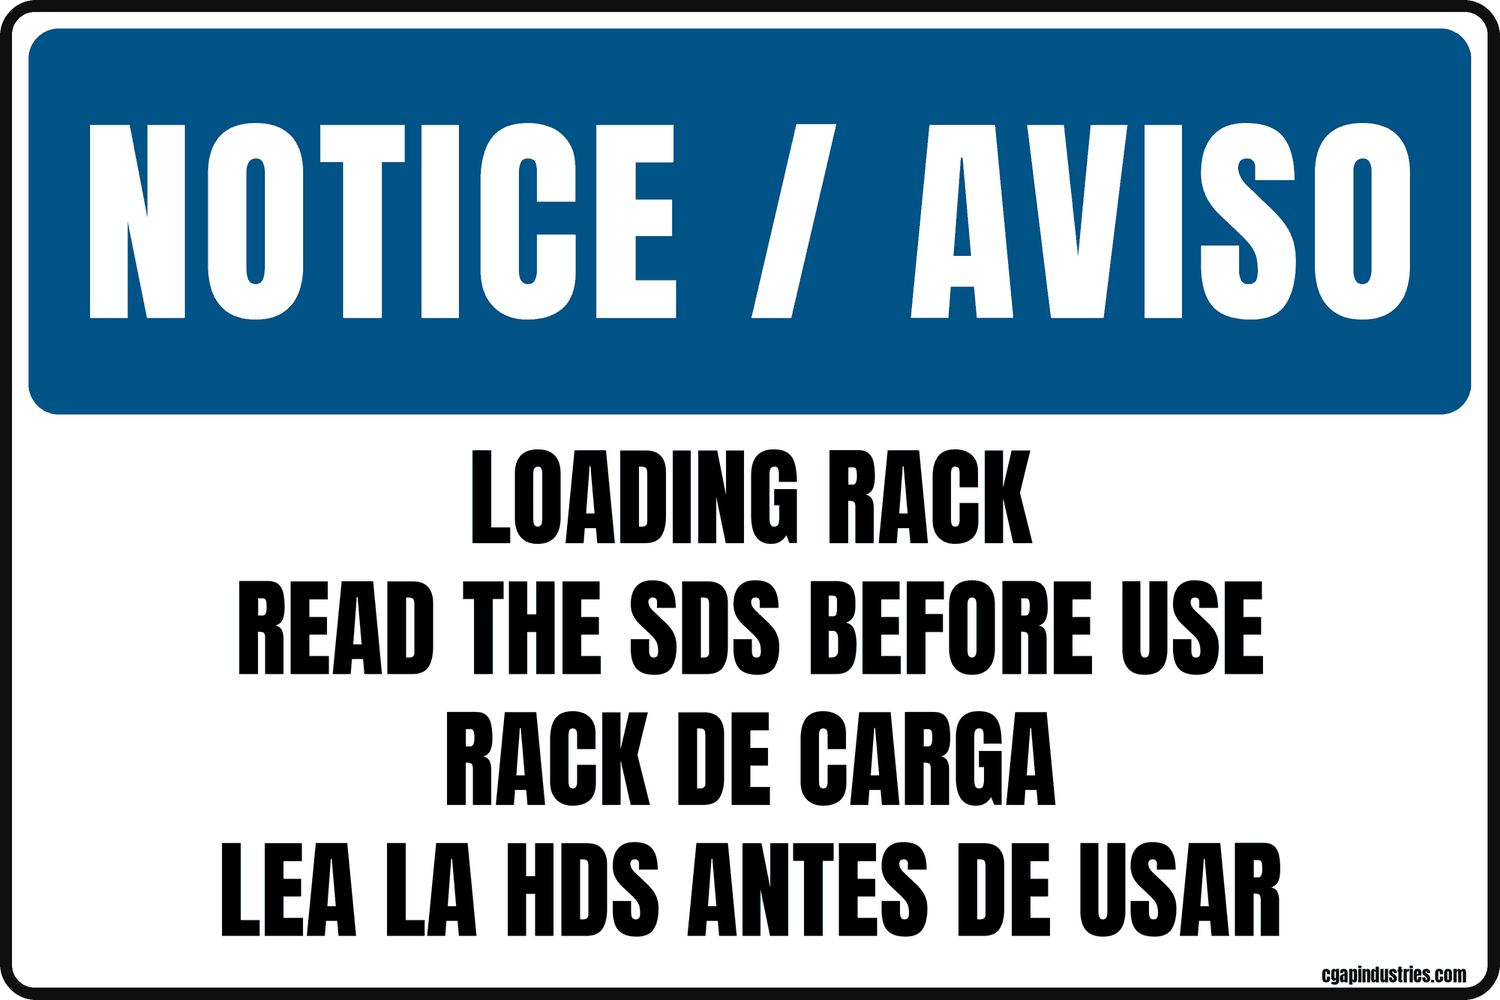 NOTICE / AVISO
LOADING RACK
READ THE SDS BEFORE USE
RACK DE CARGA
LEA LA HDS ANTES DE USAR
cgapindustries.com